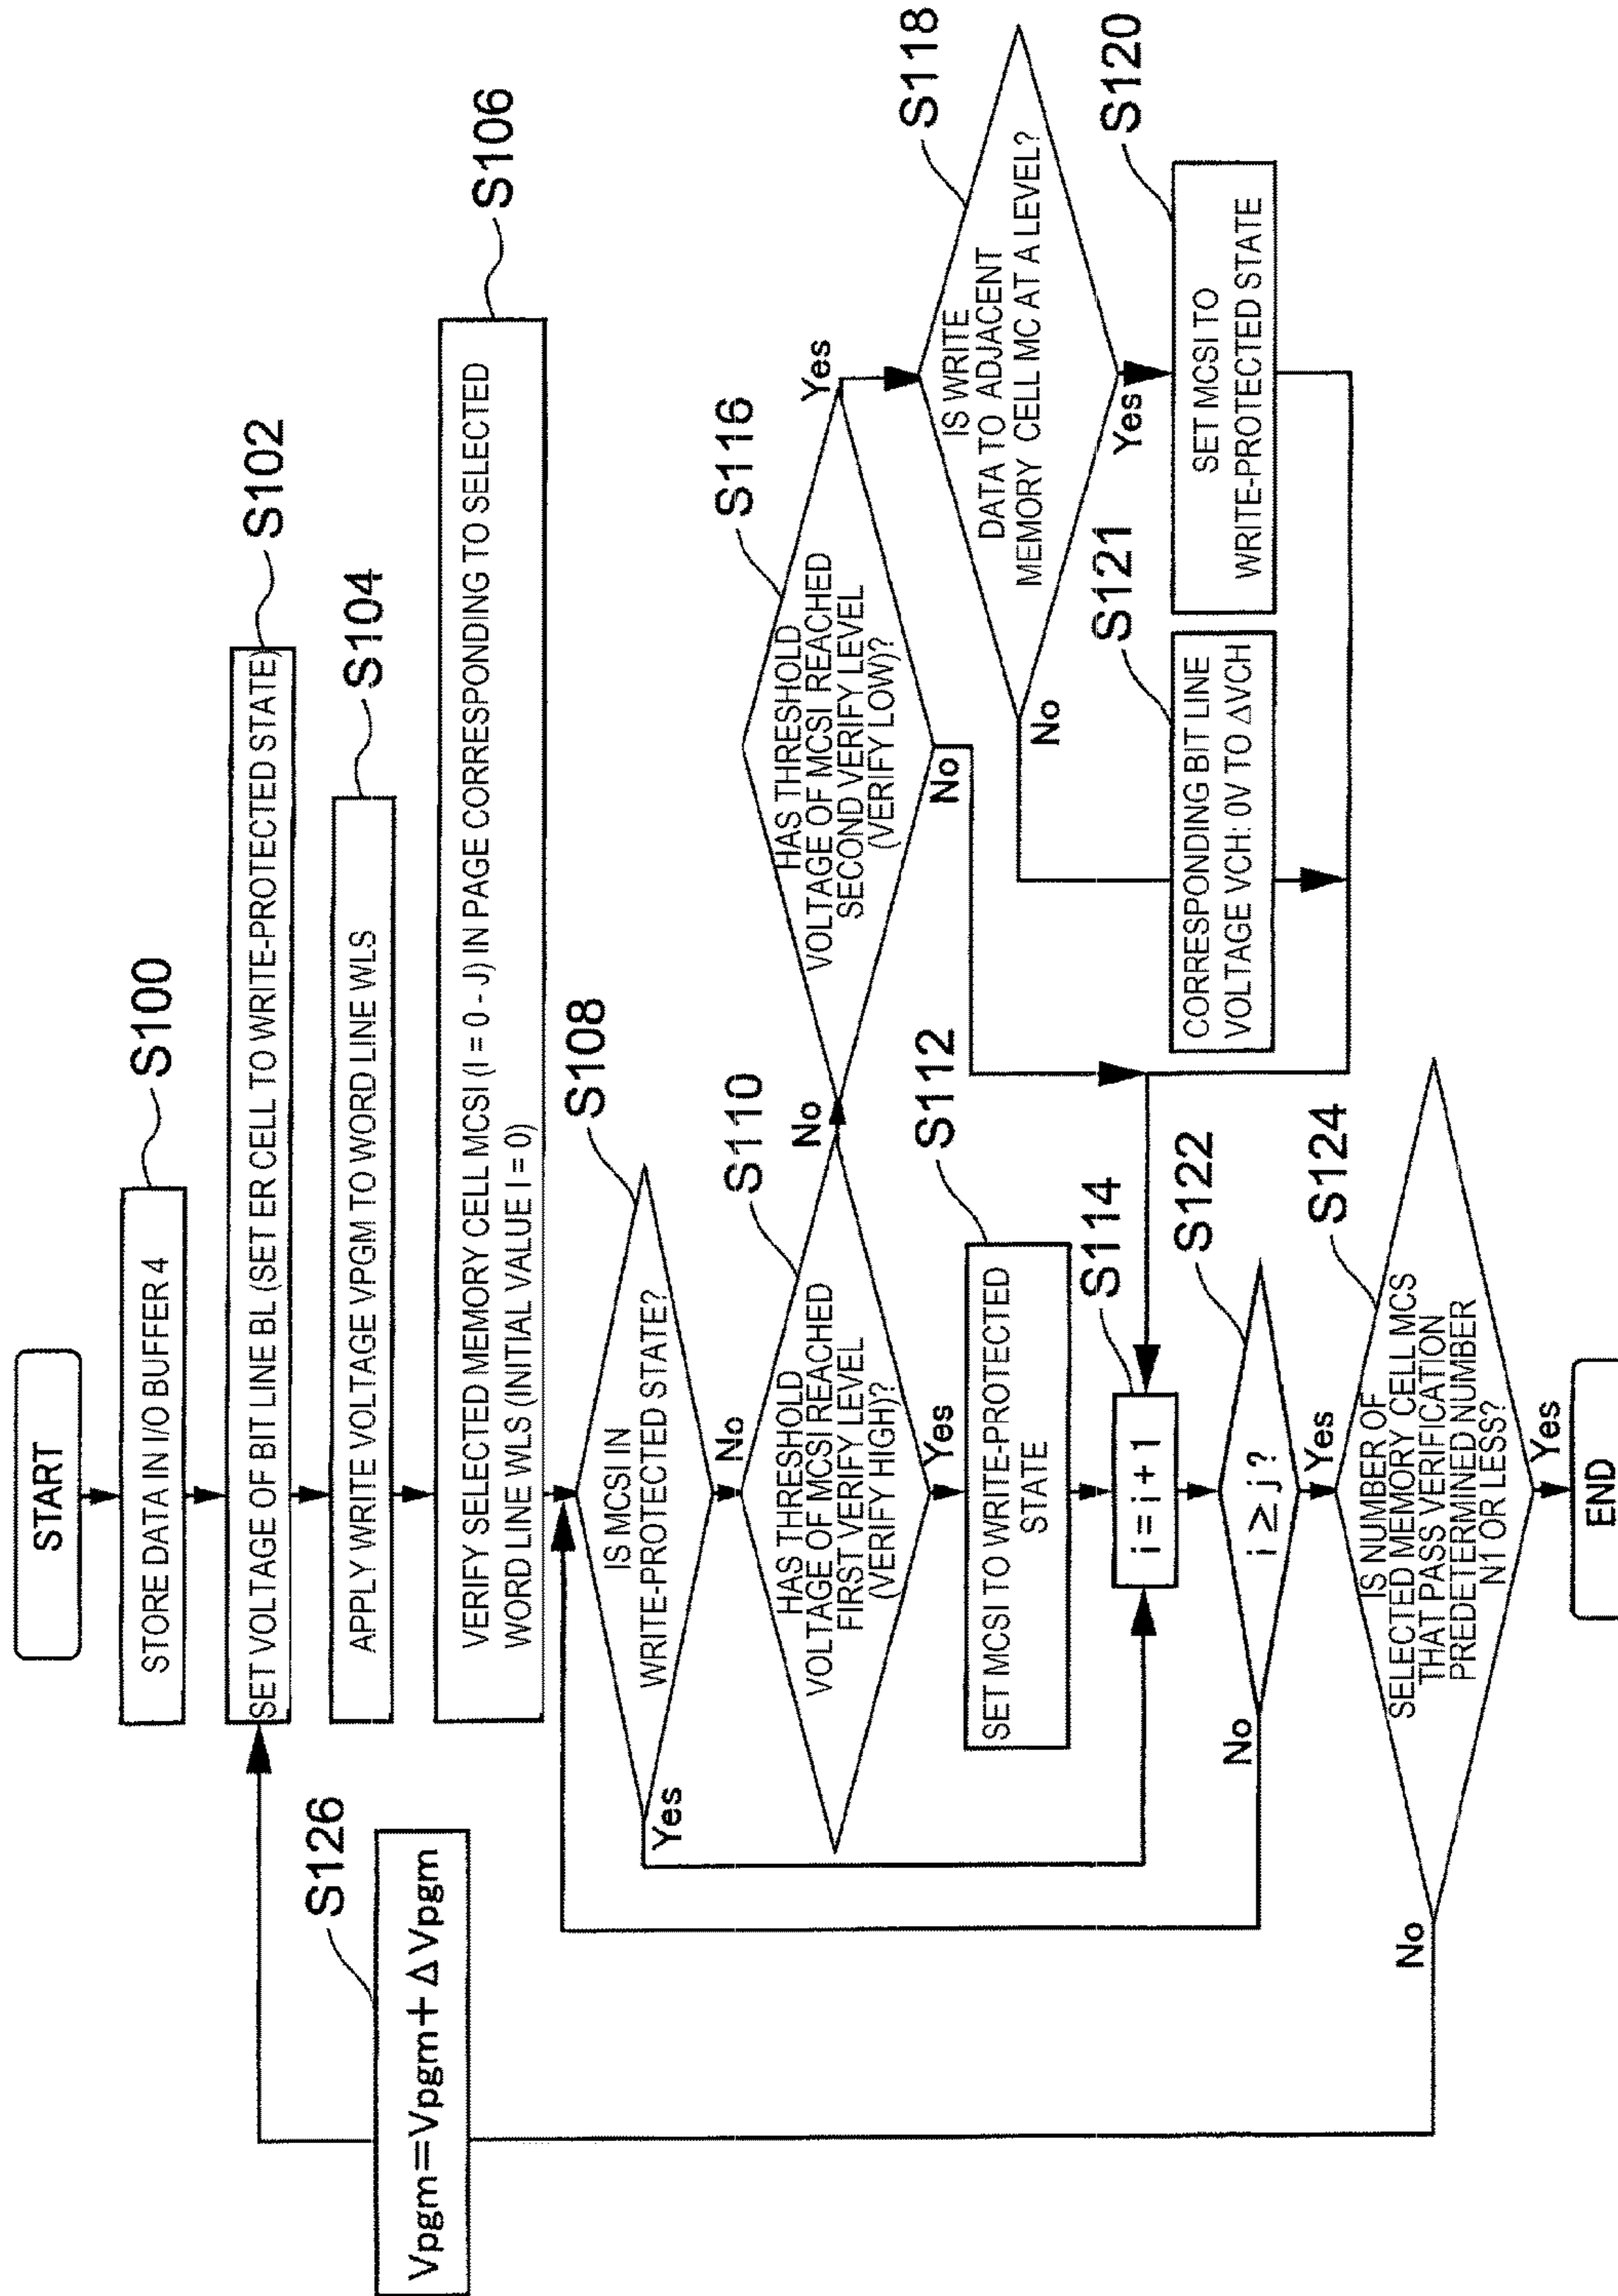 START
STORE DATA IN I/O BUFFER 4
S100
SET VOLTAGE OF BIT LINE BL (SET ER CELL TO WRITE-PROTECTED STATE)
S102
APPLY WRITE VOLTAGE VPGM TO WORD LINE WLS
S104
VERIFY SELECTED MEMORY CELL MCSI (I = 0 - J) IN PAGE CORRESPONDING TO SELECTED
WORD LINE WLS (INITIAL VALUE I = 0)
S106
IS MCSI IN
WRITE-PROTECTED STATE?
S108
Yes
No
HAS THRESHOLD
VOLTAGE OF MCSI REACHED
FIRST VERIFY LEVEL
(VERIFY HIGH)?
S110
No
Yes
SET MCSI TO WRITE-PROTECTED
STATE
S112
i = i + 1
S114
HAS THRESHOLD
VOLTAGE OF MCSI REACHED
SECOND VERIFY LEVEL
(VERIFY LOW)?
S116
Yes
No
IS WRITE
DATA TO ADJACENT
MEMORY CELL MC AT A LEVEL?
S118
No
Yes
CORRESPONDING BIT LINE
VOLTAGE VCH: 0V TO ΔVCH
S121
SET MCSI TO
WRITE-PROTECTED STATE
S120
i ≥ j ?
S122
No
Yes
IS NUMBER OF
SELECTED MEMORY CELL MCS
THAT PASS VERIFICATION
PREDETERMINED NUMBER
N1 OR LESS?
S124
No
Yes
Vpgm=Vpgm+ Δ Vpgm
S126
END